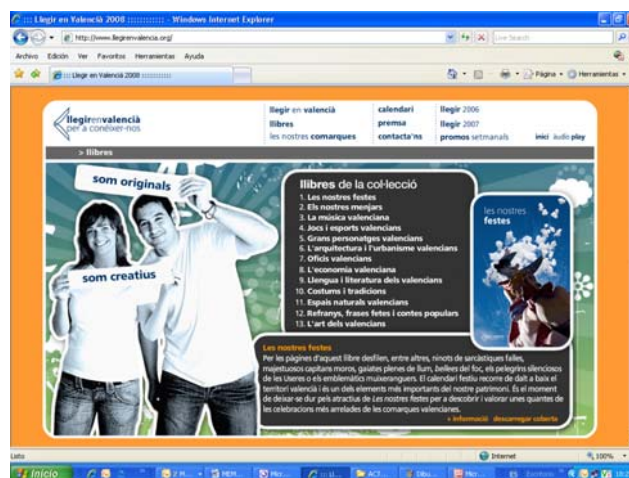 ::: Llegir en Valencià 2008 :::::::::::: - Windows Internet Explorer
http://www.llegirenvalencia.org/
Live Search
Archivo Edición Ver Favoritos Herramientas Ayuda
::: Llegir en Valencià 2008 ::::::::::::
Página Herramientas
llegirenvalencià
per a conéixer-nos
llegir en valencià calendari llegir 2006
llibres premsa llegir 2007
les nostres comarques contacta'ns promos setmanals inici àudio play
> llibres
som originals
som creatius
llibres de la col·lecció
1. Les nostres festes
2. Els nostres menjars
3. La música valenciana
4. Jocs i esports valencians
5. Grans personatges valencians
6. L'arquitectura i l'urbanisme valencians
7. Oficis valencians
8. L'economia valenciana
9. Llengua i literatura dels valencians
10. Costums i tradicions
11. Espais naturals valencians
12. Refranys, frases fetes i contes populars
13. L'art dels valencians
les nostres
festes
Les nostres festes
Per les pàgines d'aquest llibre desfilen, entre altres, ninots de sarcàstiques falles,
majestuosos capitans moros, gaiates plenes de llum, bellees del foc, els pelegrins silenciosos
de les Useres o els emblemàtics muixeranguers. El calendari festiu recorre de dalt a baix el
territori valencià i és un dels elements més importants del nostre patrimoni. És el moment
de deixar-se dur pels atractius de Les nostres festes per a descobrir i valorar unes quantes de
les celebracions més arrelades de les comarques valencianes.
+ informació descarregar coberta
Listo Internet 100%
Inicio